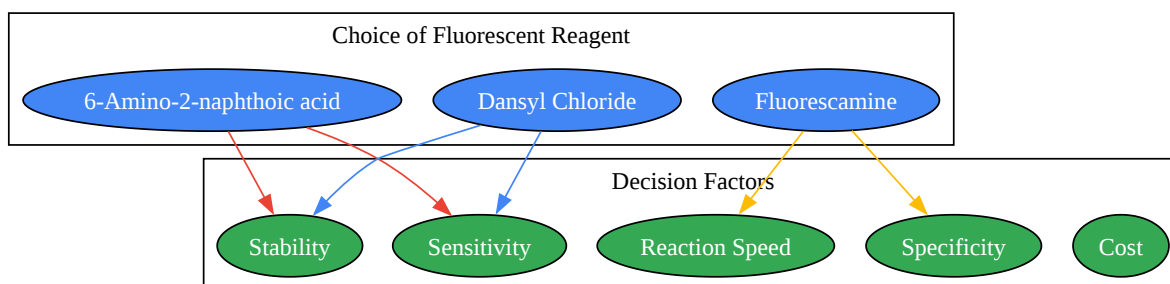 Choice of Fluorescent Reagent
6-Amino-2-naphthoic acid
Dansyl Chloride
Fluorescamine
Decision Factors
Stability
Sensitivity
Reaction Speed
Specificity
Cost